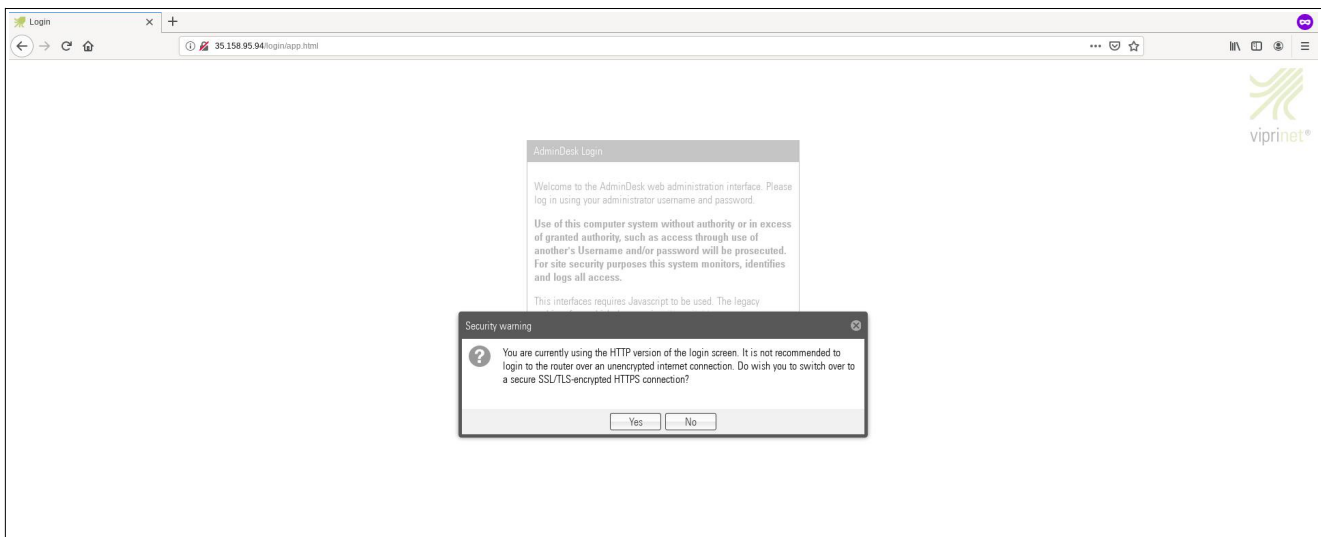 Login
35.158.95.94/login/app.html
viprinet®
AdminDesk Login
Welcome to the AdminDesk web administration interface. Please
log in using your administrator username and password.
Use of this computer system without authority or in excess
of granted authority, such as access through use of
another's Username and/or password will be prosecuted.
For site security purposes this system monitors, identifies
and logs all access.
This interfaces requires Javascript to be used. The legacy
Security warning
You are currently using the HTTP version of the login screen. It is not recommended to
login to the router over an unencrypted internet connection. Do wish you to switch over to
a secure SSL/TLS-encrypted HTTPS connection?
Yes
No